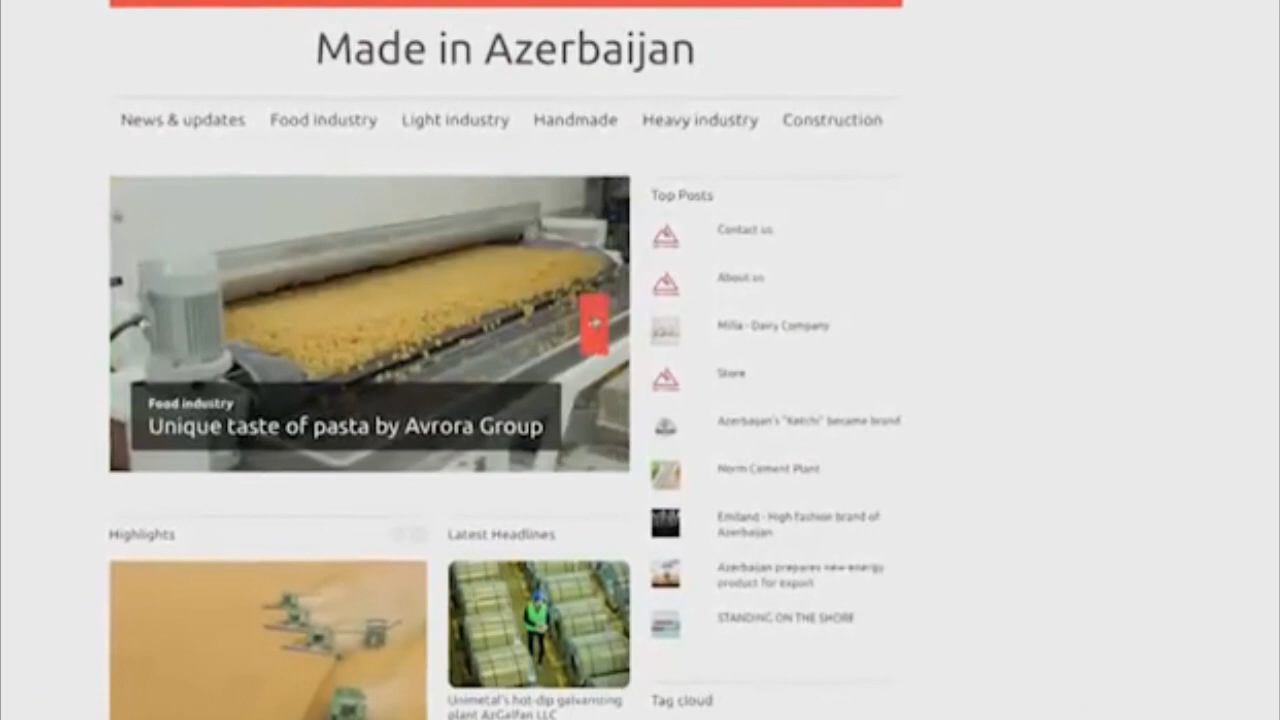 Made in Azerbaijan
News & updates Food industry Light industry Handmade Heavy industry Construction
Food industry
Unique taste of pasta by Avrora Group
Top Posts
Contact us
About us
Milla - Dairy Company
Store
Azerbaijan's "Ketchi" became brand
Norm Cement Plant
Emiland - High fashion brand of
Azerbaijan
Azerbaijan prepares new energy
product for export
STANDING ON THE SHORE
Highlights
Latest Headlines
Unimetal's hot-dip galvanizing
plant AzGalfan LLC
Tag cloud